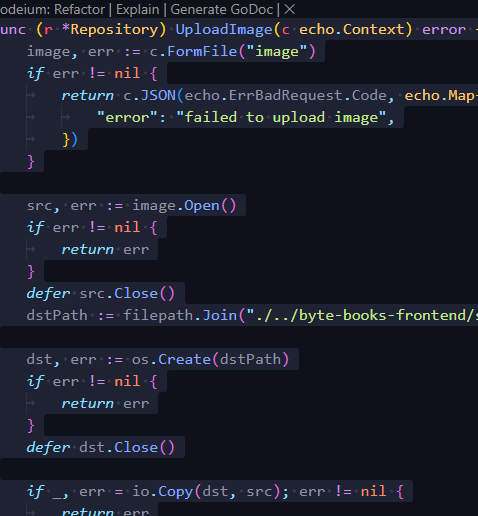 odeium: Refactor | Explain | Generate GoDoc | ×
unc (r *Repository) UploadImage(c echo.Context) error
image, err := c.FormFile("image")
if err != nil {
return c.JSON(echo.ErrBadRequest.Code, echo.Map
"error": "failed to upload image",
})
}
src, err := image.Open()
if err != nil {
return err
}
defer src.Close()
dstPath := filepath.Join("./../byte-books-frontend/s
dst, err := os.Create(dstPath)
if err != nil {
return err
}
defer dst.Close()
if _, err = io.Copy(dst, src); err != nil {
return err